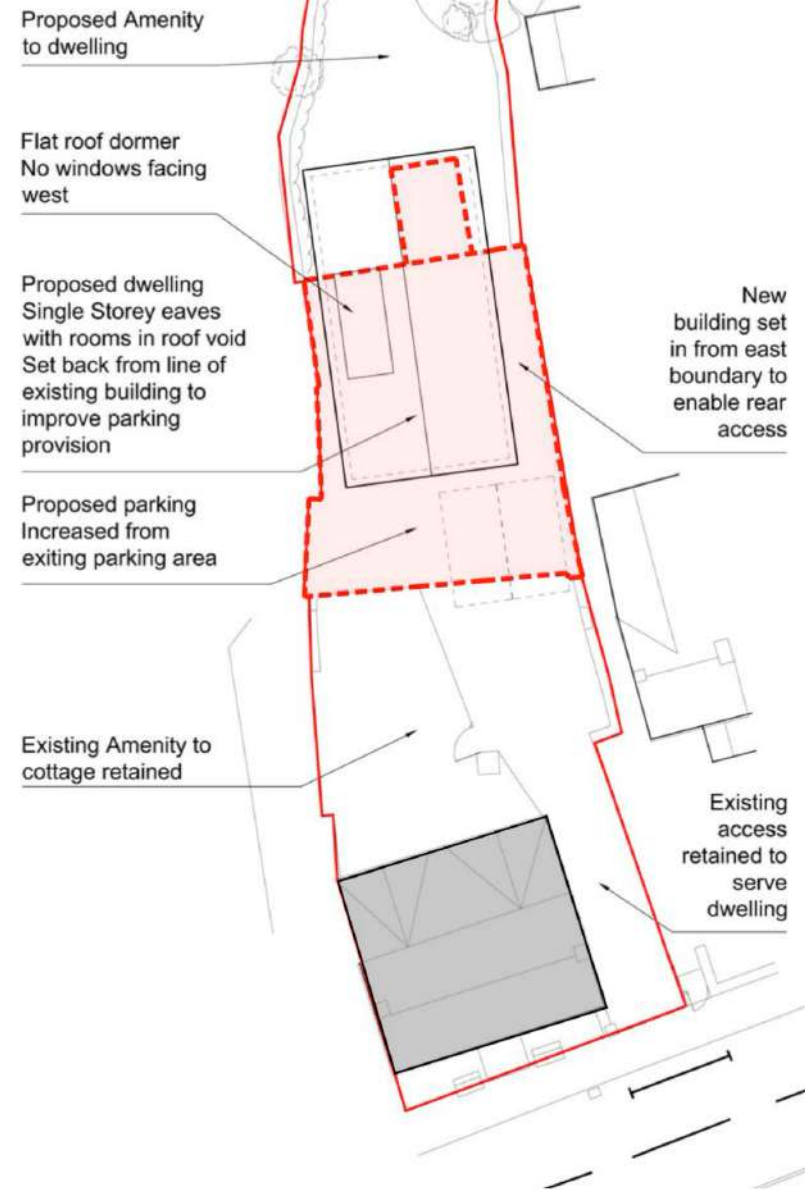 Proposed Amenity
to dwelling
Flat roof dormer
No windows facing
west
Proposed dwelling
Single Storey eaves
with rooms in roof void
Set back from line of
existing building to
improve parking
provision
New
building set
in from east
boundary to
enable rear
access
Proposed parking
Increased from
exiting parking area
Existing Amenity to
cottage retained
Existing
access
retained to
serve
dwelling